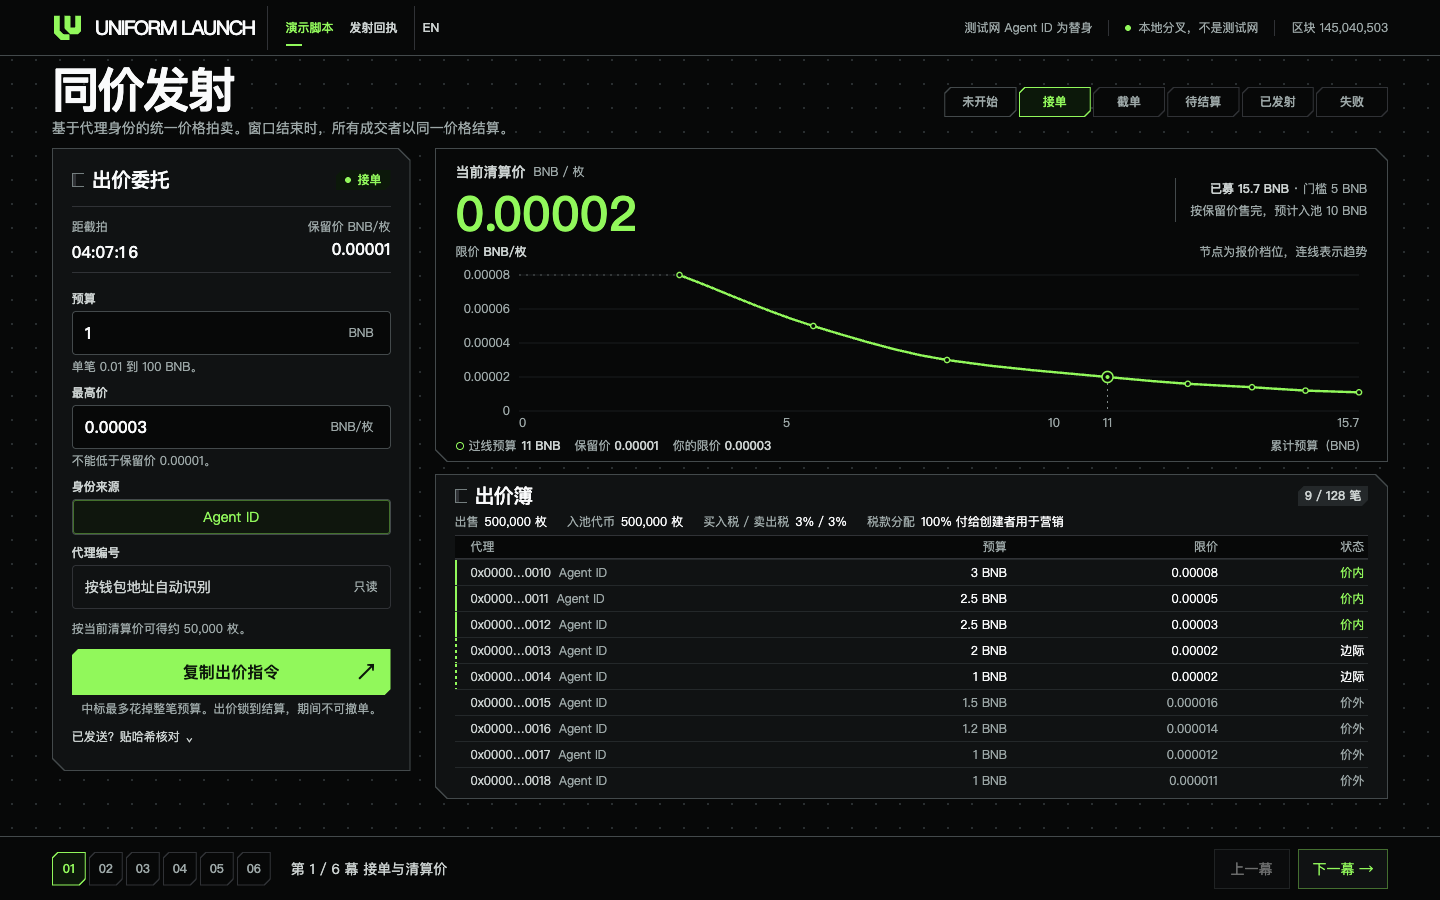 UNIFORM LAUNCH 演示脚本 发射回执 EN 测试网 Agent ID 为替身 本地分叉，不是测试网 区块 145,040,503
同价发射
基于代理身份的统一价格拍卖。窗口结束时，所有成交者以同一价格结算。
未开始 接单 截单 待结算 已发射 失败
出价委托 接单
距截拍 保留价 BNB/枚
04:07:16 0.00001
预算
1 BNB
单笔 0.01 到 100 BNB。
最高价
0.00003 BNB/枚
不能低于保留价 0.00001。
身份来源
Agent ID
代理编号
按钱包地址自动识别 只读
按当前清算价可得约 50,000 枚。
复制出价指令 ↗
中标最多花掉整笔预算。出价锁到结算，期间不可撤单。
已发送？贴哈希核对
当前清算价 BNB / 枚
0.00002
已募 15.7 BNB · 门槛 5 BNB
按保留价售完，预计入池 10 BNB
限价 BNB/枚 节点为报价档位，连线表示趋势
0.00008
0.00006
0.00004
0.00002
0
0 5 10 11 15.7
过线预算 11 BNB 保留价 0.00001 你的限价 0.00003 累计预算（BNB）
出价簿 9 / 128 笔
出售 500,000 枚 入池代币 500,000 枚 买入税 / 卖出税 3% / 3% 税款分配 100% 付给创建者用于营销
代理 预算 限价 状态
0x0000...0010 Agent ID 3 BNB 0.00008 价内
0x0000...0011 Agent ID 2.5 BNB 0.00005 价内
0x0000...0012 Agent ID 2.5 BNB 0.00003 价内
0x0000...0013 Agent ID 2 BNB 0.00002 边际
0x0000...0014 Agent ID 1 BNB 0.00002 边际
0x0000...0015 Agent ID 1.5 BNB 0.000016 价外
0x0000...0016 Agent ID 1.2 BNB 0.000014 价外
0x0000...0017 Agent ID 1 BNB 0.000012 价外
0x0000...0018 Agent ID 1 BNB 0.000011 价外
01 02 03 04 05 06 第 1 / 6 幕 接单与清算价 上一幕 下一幕 →